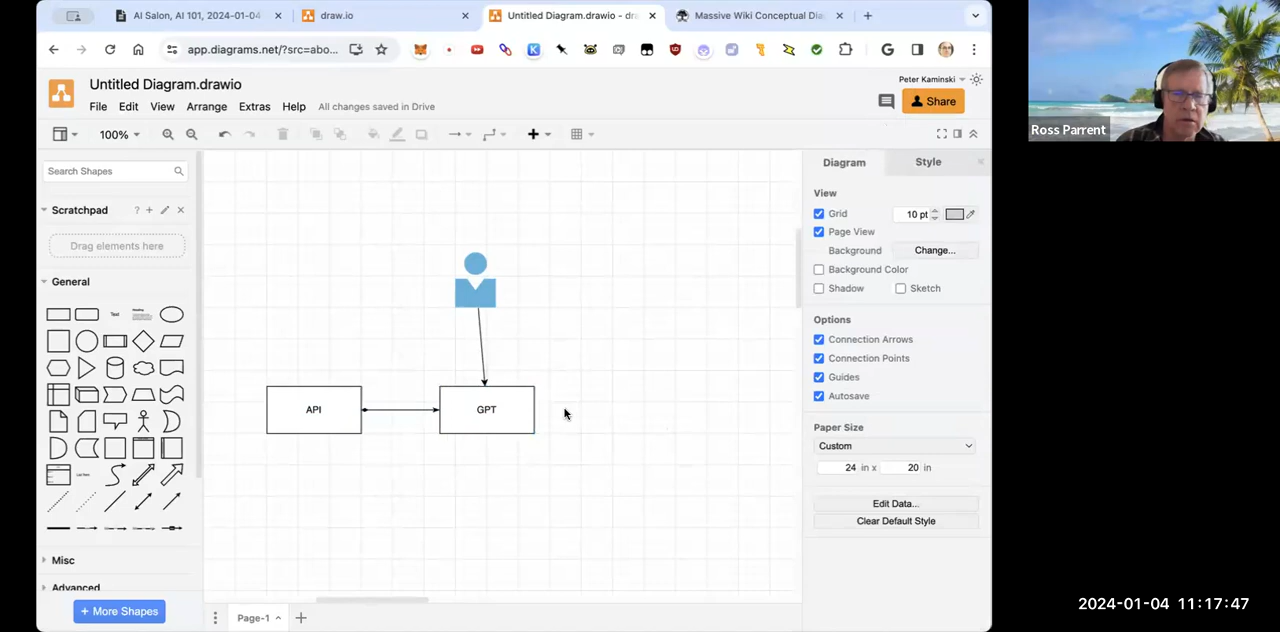 AI Salon, AI 101, 2024-01-04
draw.io
Untitled Diagram.drawio - dra
Massive Wiki Conceptual Dia
app.diagrams.net/?src=abo...
Untitled Diagram.drawio
Peter Kaminski
File Edit View Arrange Extras Help All changes saved in Drive
Share
100%
Search Shapes
Diagram Style
View
Scratchpad
Grid 10 pt
Page View
Drag elements here
Background Change...
Background Color
General
Shadow Sketch
Text
Options
Connection Arrows
Connection Points
Guides
Autosave
API GPT
Paper Size
Custom
24 in x 20 in
Edit Data...
Clear Default Style
Misc
Advanced
+ More Shapes
Page-1
Ross Parrent
2024-01-04 11:17:47